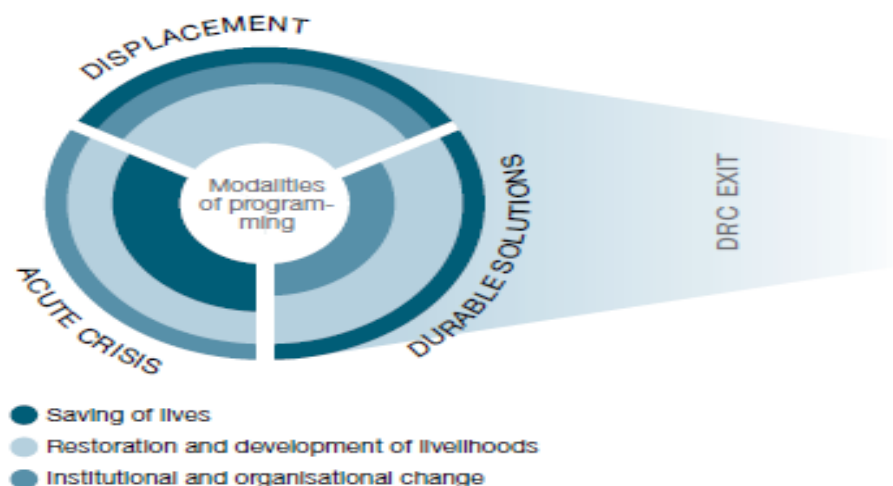 DISPLACEMENT
Modalities
of program-
ming
ACUTE CRISIS
DURABLE SOLUTIONS
DRC EXIT
Saving of lives
Restoration and development of livelihoods
Institutional and organisational change